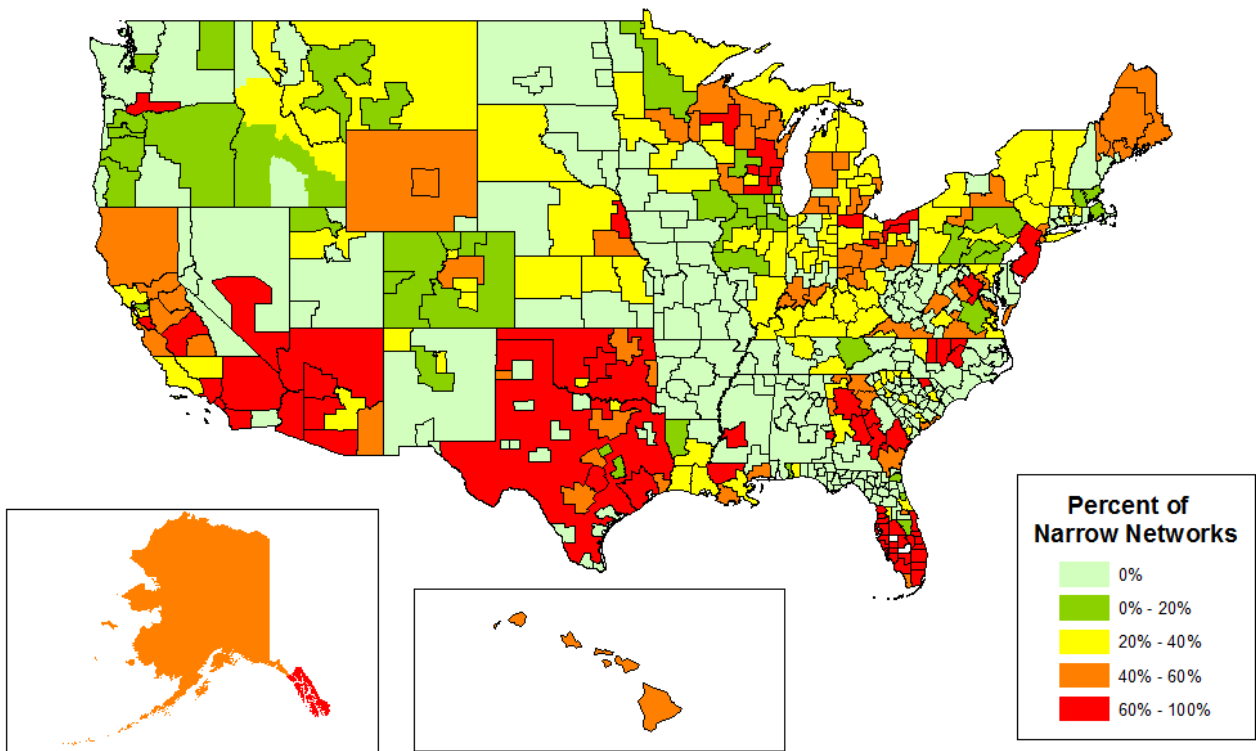 Percent of
Narrow Networks
0%
0% - 20%
20% - 40%
40% - 60%
60% - 100%